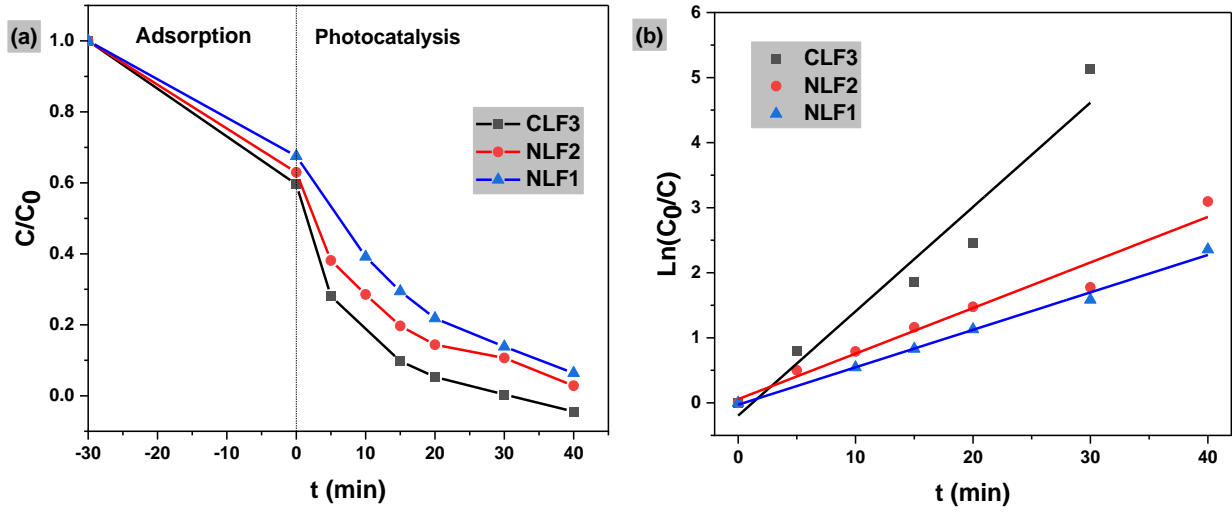 (a)
Adsorption
Photocatalysis
CLF3
NLF2
NLF1
C/C0
1.0
0.8
0.6
0.4
0.2
0.0
-30
-20
-10
0
10
20
30
40
t (min)
(b)
CLF3
NLF2
NLF1
Ln(C0/C)
6
5
4
3
2
1
0
0
10
20
30
40
t (min)